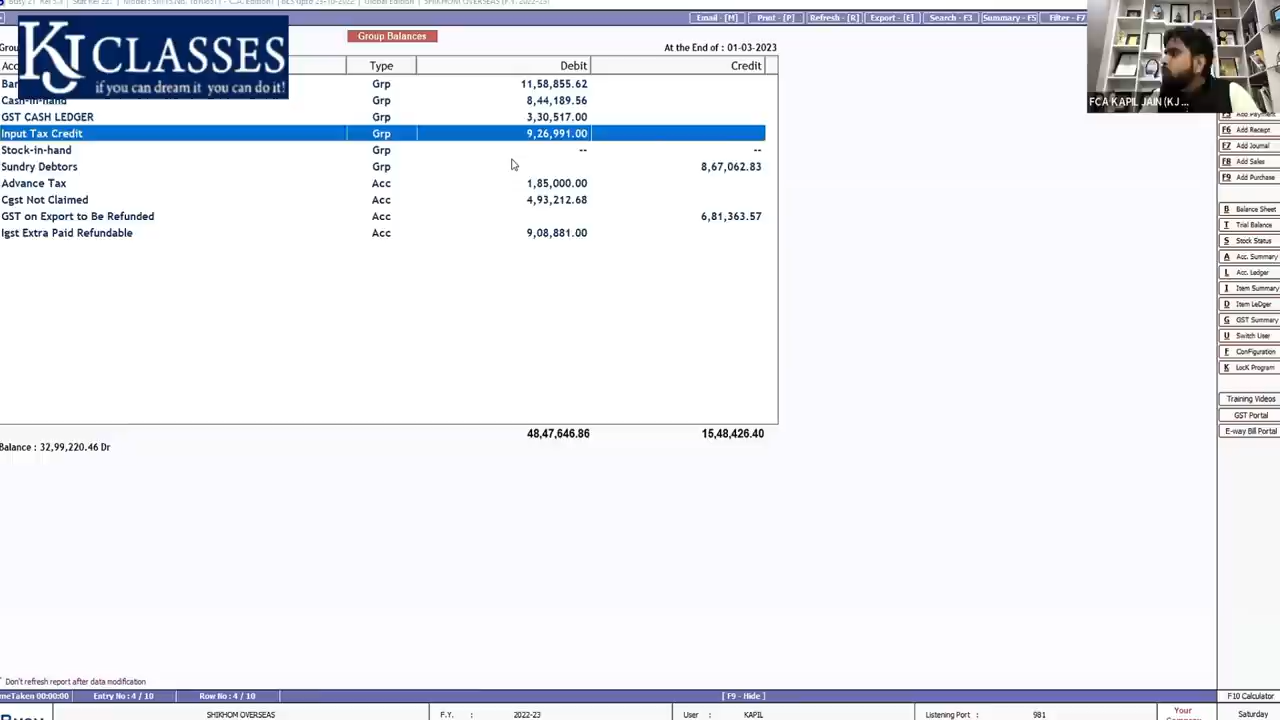 KJ CLASSES
if you can dream it you can do it!
Group Balances
Email - [M] Print - [P] Refresh - [R] Export - [E] Search - F3 Summary - F5 Filter - F7
At the End of : 01-03-2023
Type Debit Credit
Grp 11,58,855.62
Cash-in-hand Grp 8,44,189.56
GST CASH LEDGER Grp 3,30,517.00
Input Tax Credit Grp 9,26,991.00
Stock-in-hand Grp -- --
Sundry Debtors Grp 8,67,062.83
Advance Tax Acc 1,85,000.00
Cgst Not Claimed Acc 4,93,212.68
GST on Export to Be Refunded Acc 6,81,363.57
Igst Extra Paid Refundable Acc 9,08,881.00
48,47,646.86 15,48,426.40
Balance : 32,99,220.46 Dr
FCA KAPIL JAIN (KJ ...
F6 Add Receipt
F7 Add Journal
F8 Add Sales
F9 Add Purchase
B Balance Sheet
T Trial Balance
S Stock Status
A Acc. Summary
L Acc. Ledger
I Item Summary
D Item LeDger
G GST Summary
U Switch User
F ConFiguration
K LocK Program
Training Videos
GST Portal
E-way Bill Portal
Don't refresh report after data modification
meTaken 00:00:00 Entry No : 4 / 10 Row No : 4 / 10 [ F9 - Hide ] F10 Calculator
SHIKHOM OVERSEAS F.Y. : 2022-23 User : KAPIL Listening Port : 981 Your Saturday